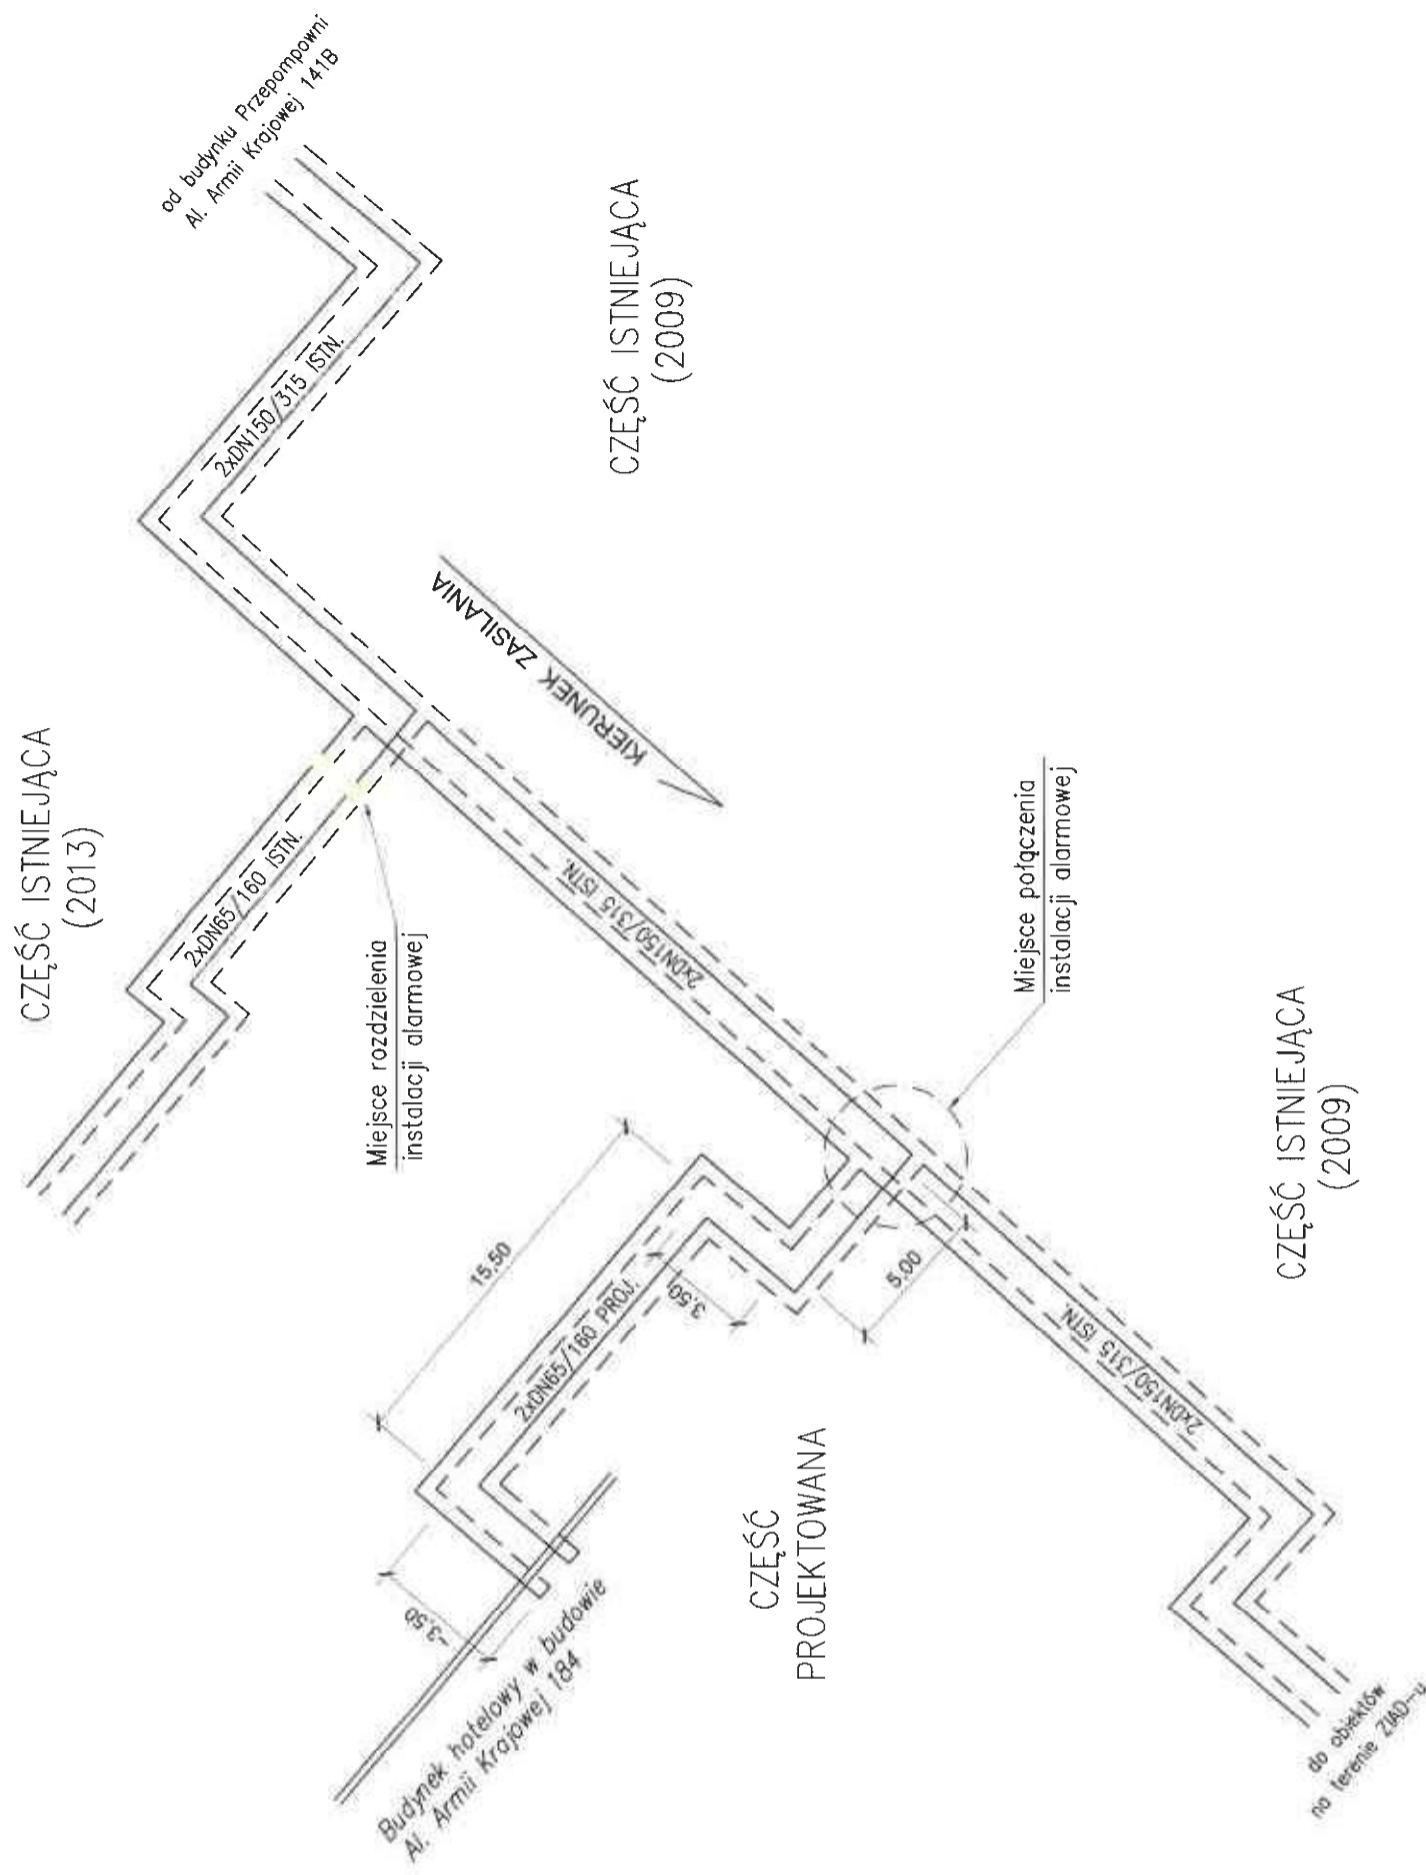 od budynku Przepompowni
Al. Armii Krajowej 141B
2xDN150/315 ISTN.
CZĘŚĆ ISTNIEJĄCA
(2009)
KIERUNEK ZASILANIA
CZĘŚĆ ISTNIEJĄCA
(2013)
2xDN65/160 ISTN.
Miejsce rozdzielenia
instalacji alarmowej
2xDN150/315 ISTN.
Miejsce połączenia
instalacji alarmowej
15,50
3,50
5,00
2xDN65/160 PROJ.
~3,50
Budynek hotelowy w budowie
Al. Armii Krajowej 184
CZĘŚĆ
PROJEKTOWANA
2xDN150/315 ISTN.
CZĘŚĆ ISTNIEJĄCA
(2009)
do obiektów
na terenie ZIAD-u